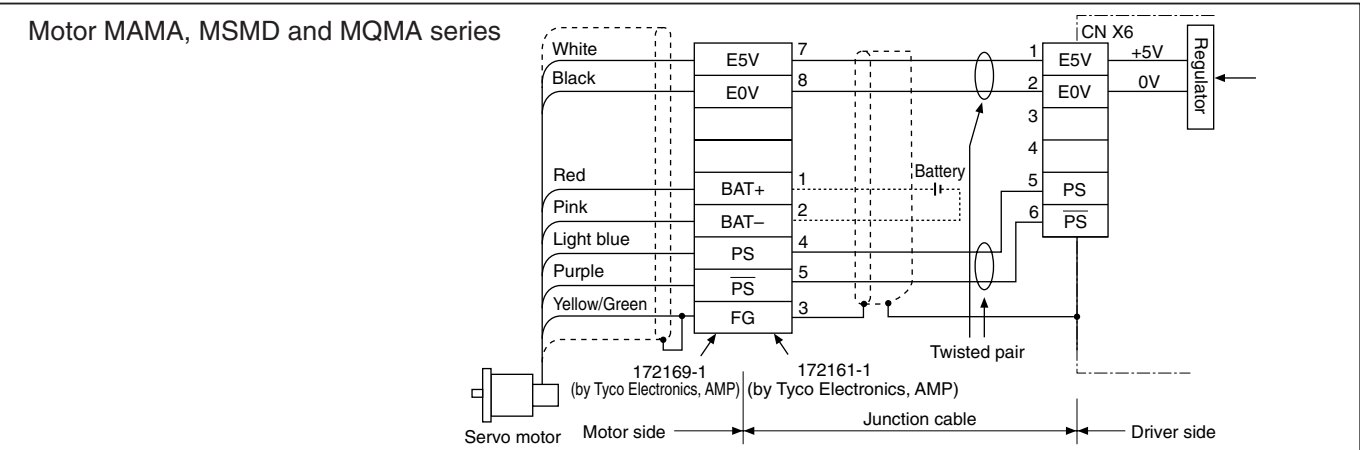 Motor MAMA, MSMD and MQMA series
CN X6
White
E5V
7
1
E5V
+5V
Regulator
Black
E0V
8
2
E0V
0V
3
4
Red
BAT+
1
Battery
5
PS
Pink
BAT–
2
6
P̅S̅
Light blue
PS
4
Purple
P̅S̅
5
Yellow/Green
FG
3
Twisted pair
172169-1
(by Tyco Electronics, AMP)
172161-1
(by Tyco Electronics, AMP)
Servo motor
Motor side
Junction cable
Driver side